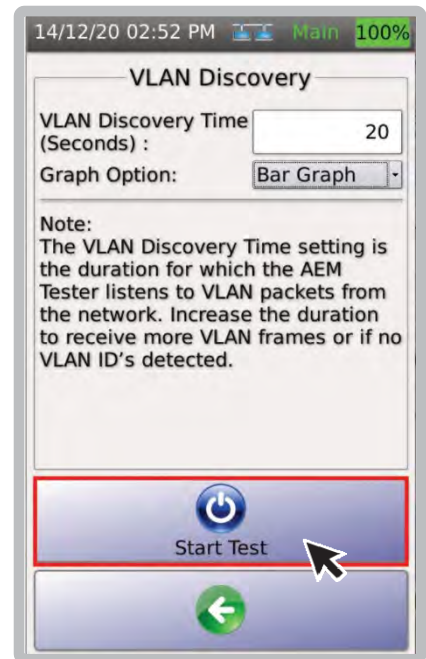 14/12/20 02:52 PM Main 100%
VLAN Discovery
VLAN Discovery Time 20
(Seconds) :
Graph Option: Bar Graph
Note:
The VLAN Discovery Time setting is
the duration for which the AEM
Tester listens to VLAN packets from
the network. Increase the duration
to receive more VLAN frames or if no
VLAN ID's detected.
Start Test